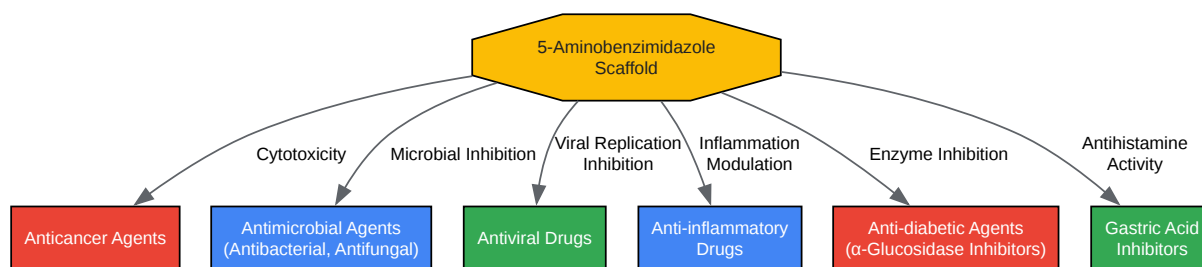 5-Aminobenzimidazole
Scaffold
Cytotoxicity
Microbial Inhibition
Viral Replication
Inhibition
Inflammation
Modulation
Enzyme Inhibition
Antihistamine
Activity
Anticancer Agents
Antimicrobial Agents
(Antibacterial, Antifungal)
Antiviral Drugs
Anti-inflammatory
Drugs
Anti-diabetic Agents
(α-Glucosidase Inhibitors)
Gastric Acid
Inhibitors